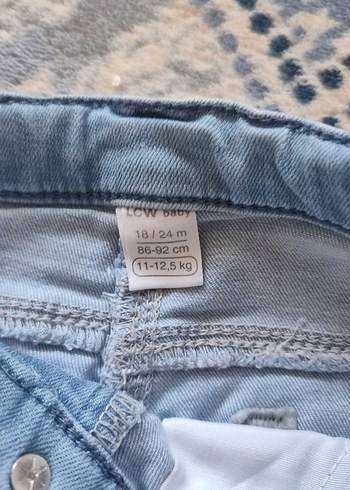 LCW baby
18 / 24 m
86-92 cm
11-12,5 kg